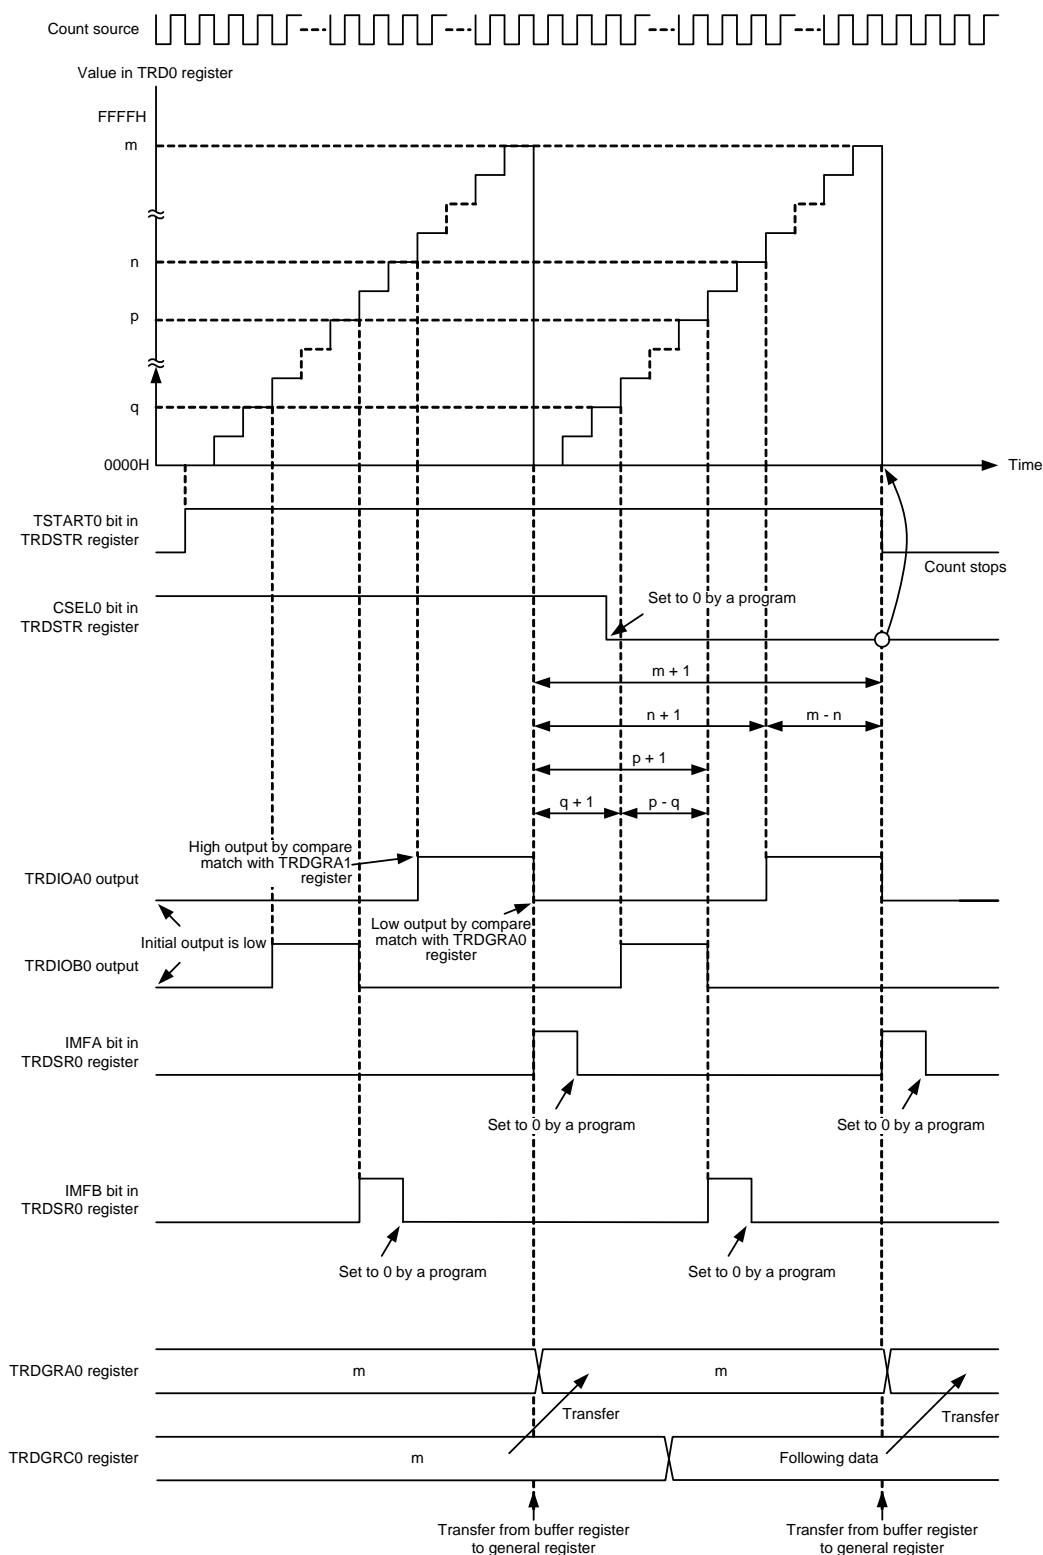 Count source
Value in TRD0 register
FFFFH
m
n
p
q
0000H
Time
TSTART0 bit in
TRDSTR register
Count stops
CSEL0 bit in
TRDSTR register
Set to 0 by a program
m + 1
n + 1
m - n
p + 1
q + 1
p - q
High output by compare
match with TRDGRA1
register
TRDIOA0 output
Low output by compare
match with TRDGRA0
register
Initial output is low
TRDIOB0 output
IMFA bit in
TRDSR0 register
Set to 0 by a program
Set to 0 by a program
IMFB bit in
TRDSR0 register
Set to 0 by a program
Set to 0 by a program
TRDGRA0 register
m
m
Transfer
Transfer
TRDGRC0 register
m
Following data
Transfer from buffer register
to general register
Transfer from buffer register
to general register